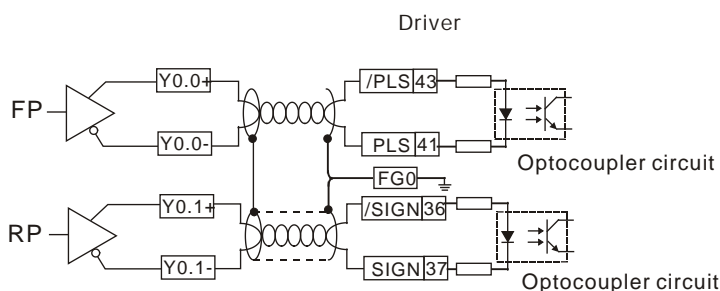 Driver
Y0.0+
/PLS 43
FP
Y0.0-
PLS 41
Optocoupler circuit
FG0
Y0.1+
/SIGN 36
RP
Y0.1-
SIGN 37
Optocoupler circuit